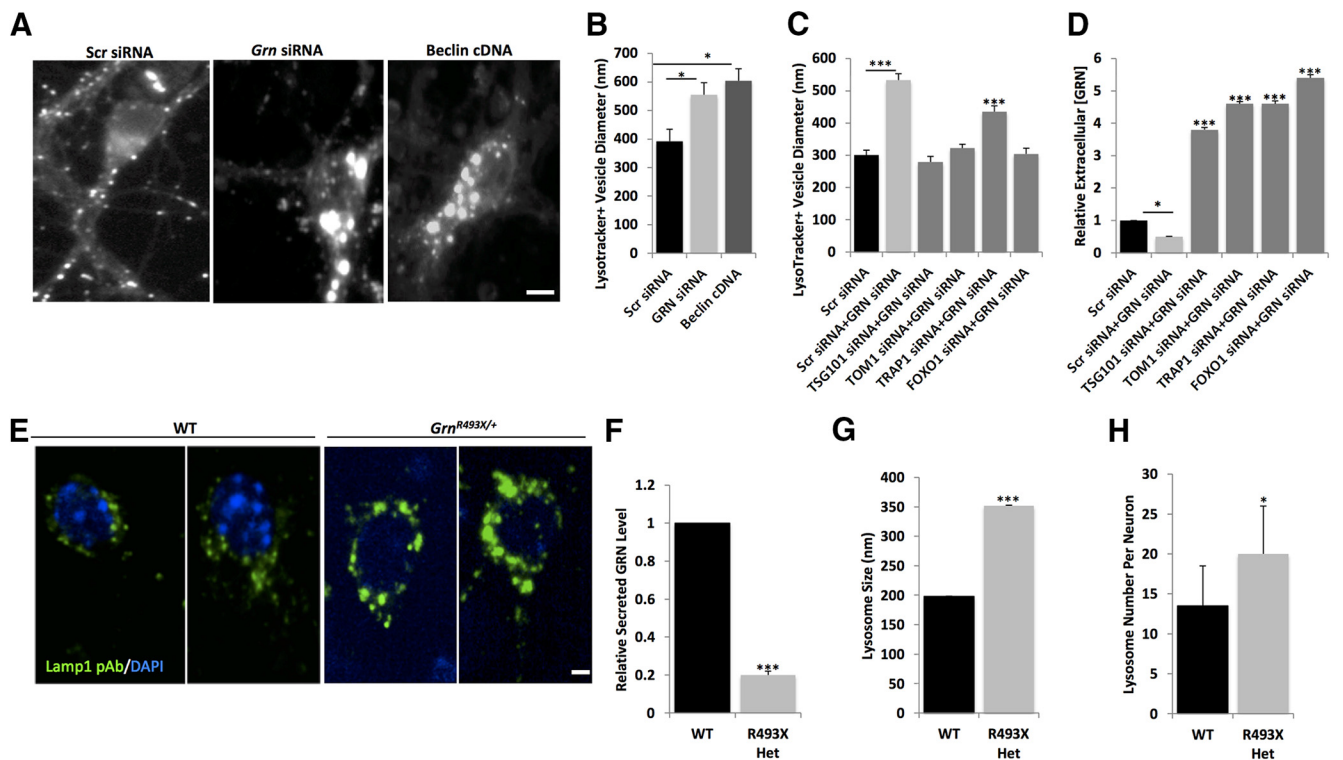 A
Scr siRNA
Grn siRNA
Beclin cDNA
B
Lysotracker+ Vesicle Diameter (nm)
700
600
500
400
300
200
100
0
*
*
Scr siRNA
GRN siRNA
Beclin cDNA
C
LysoTracker+ Vesicle Diameter (nm)
600
500
400
300
200
100
0
***
***
Scr siRNA
Scr siRNA+GRN siRNA
TSG101 siRNA+GRN siRNA
TOM1 siRNA+GRN siRNA
TRAP1 siRNA+GRN siRNA
FOXO1 siRNA+GRN siRNA
D
Relative Extracellular [GRN]
6
5
4
3
2
1
0
*
***
***
***
***
Scr siRNA
Scr siRNA+GRN siRNA
TSG101 siRNA+GRN siRNA
TOM1 siRNA+GRN siRNA
TRAP1 siRNA+GRN siRNA
FOXO1 siRNA+GRN siRNA
E
WT
GrnR493X/+
Lamp1 pAb/DAPI
F
Relative Secreted GRN Level
1
0.8
0.6
0.4
0.2
0
***
WT
R493X
Het
G
Lysosome Size (nm)
400
350
300
250
200
150
100
50
0
***
WT
R493X
Het
H
Lysosome Number Per Neuron
30
25
20
15
10
5
0
*
WT
R493X
Het